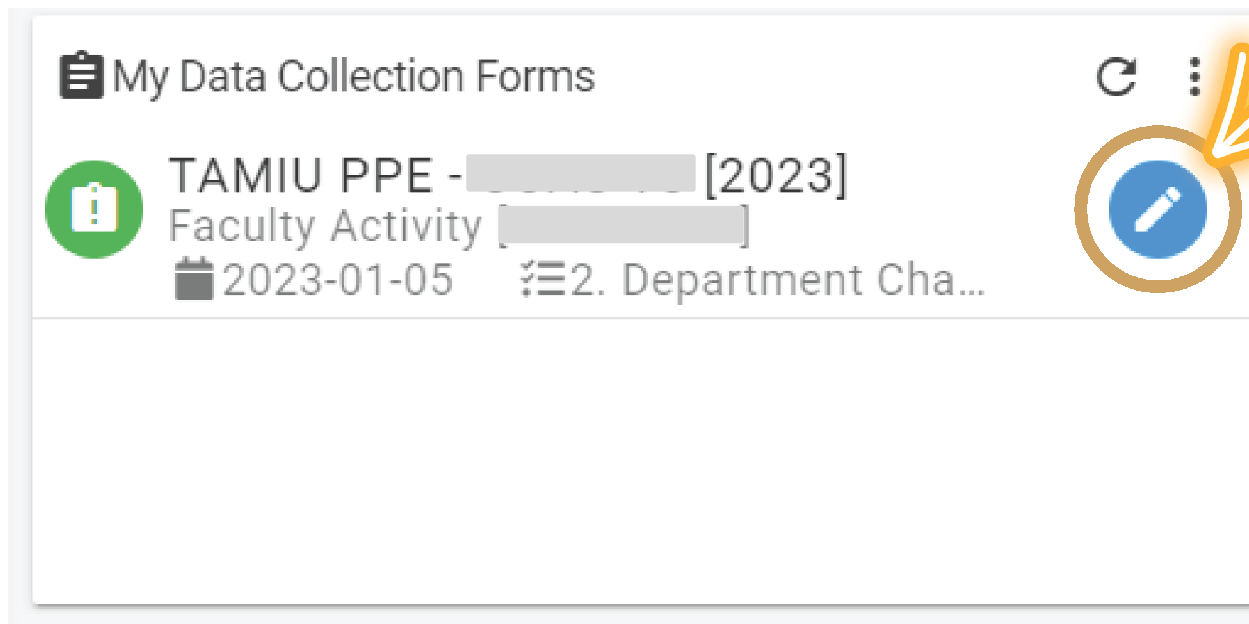 My Data Collection Forms
TAMIU PPE - [2023]
Faculty Activity [ ]
2023-01-05 2. Department Cha...